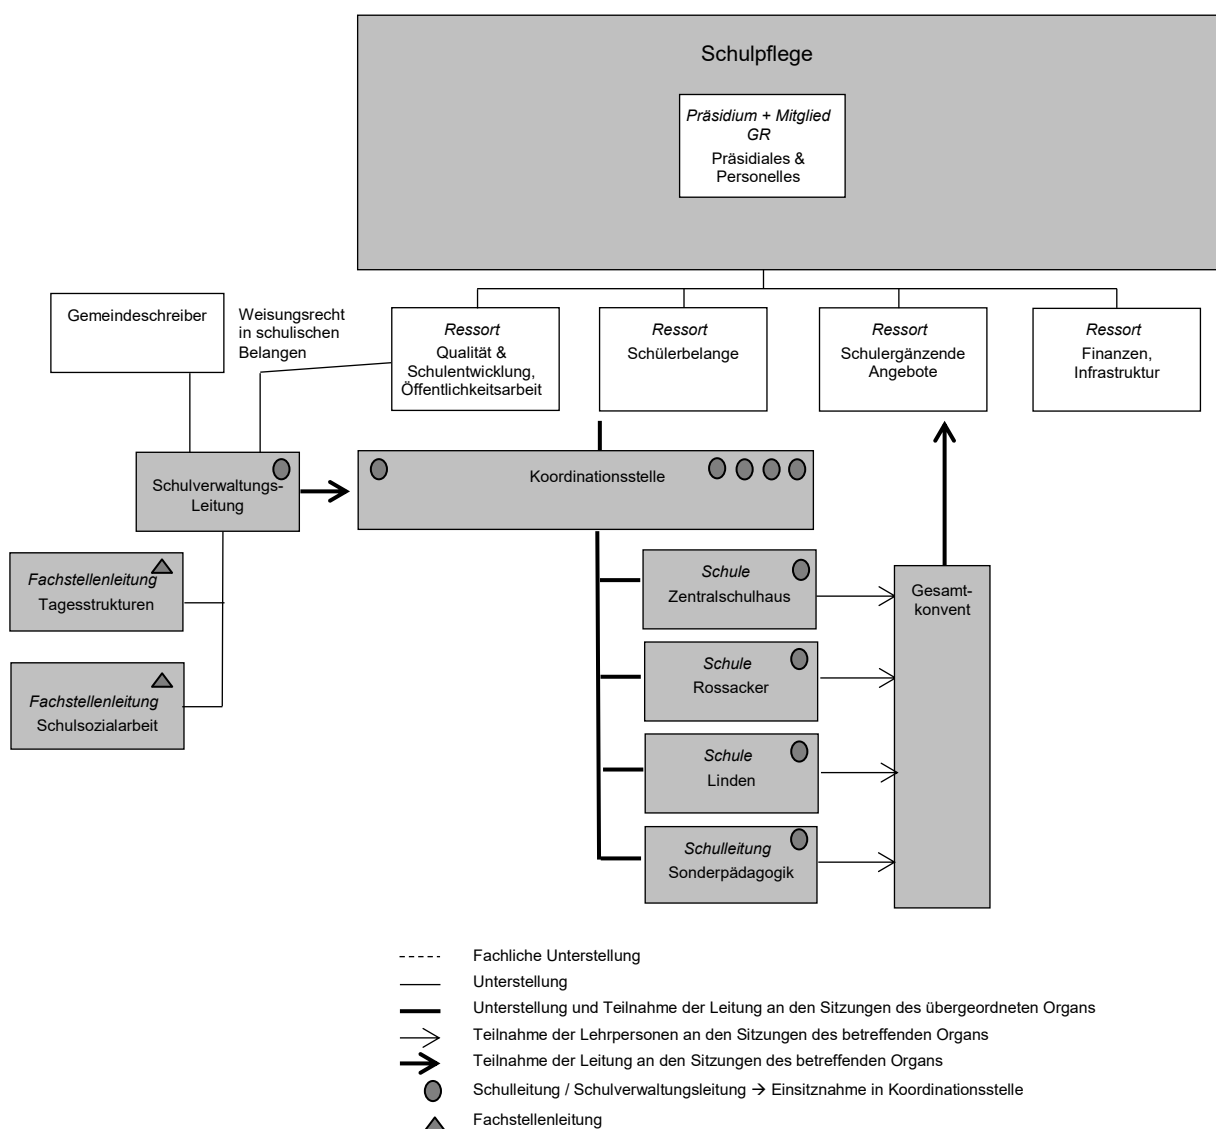 Schulpflege
Präsidium + Mitglied
GR
Präsidiales &
Personelles
Gemeindeschreiber
Weisungsrecht
in schulischen
Belangen
Ressort
Qualität &
Schulentwicklung,
Öffentlichkeitsarbeit
Ressort
Schülerbelange
Ressort
Schulergänzende
Angebote
Ressort
Finanzen,
Infrastruktur
Schulverwaltungs-
Leitung
Koordinationsstelle
Fachstellenleitung
Tagesstrukturen
Fachstellenleitung
Schulsozialarbeit
Schule
Zentralschulhaus
Schule
Rossacker
Schule
Linden
Schulleitung
Sonderpädagogik
Gesamt-
konvent
Fachliche Unterstellung
Unterstellung
Unterstellung und Teilnahme der Leitung an den Sitzungen des übergeordneten Organs
Teilnahme der Lehrpersonen an den Sitzungen des betreffenden Organs
Teilnahme der Leitung an den Sitzungen des betreffenden Organs
Schulleitung / Schulverwaltungsleitung → Einsitznahme in Koordinationsstelle
Fachstellenleitung